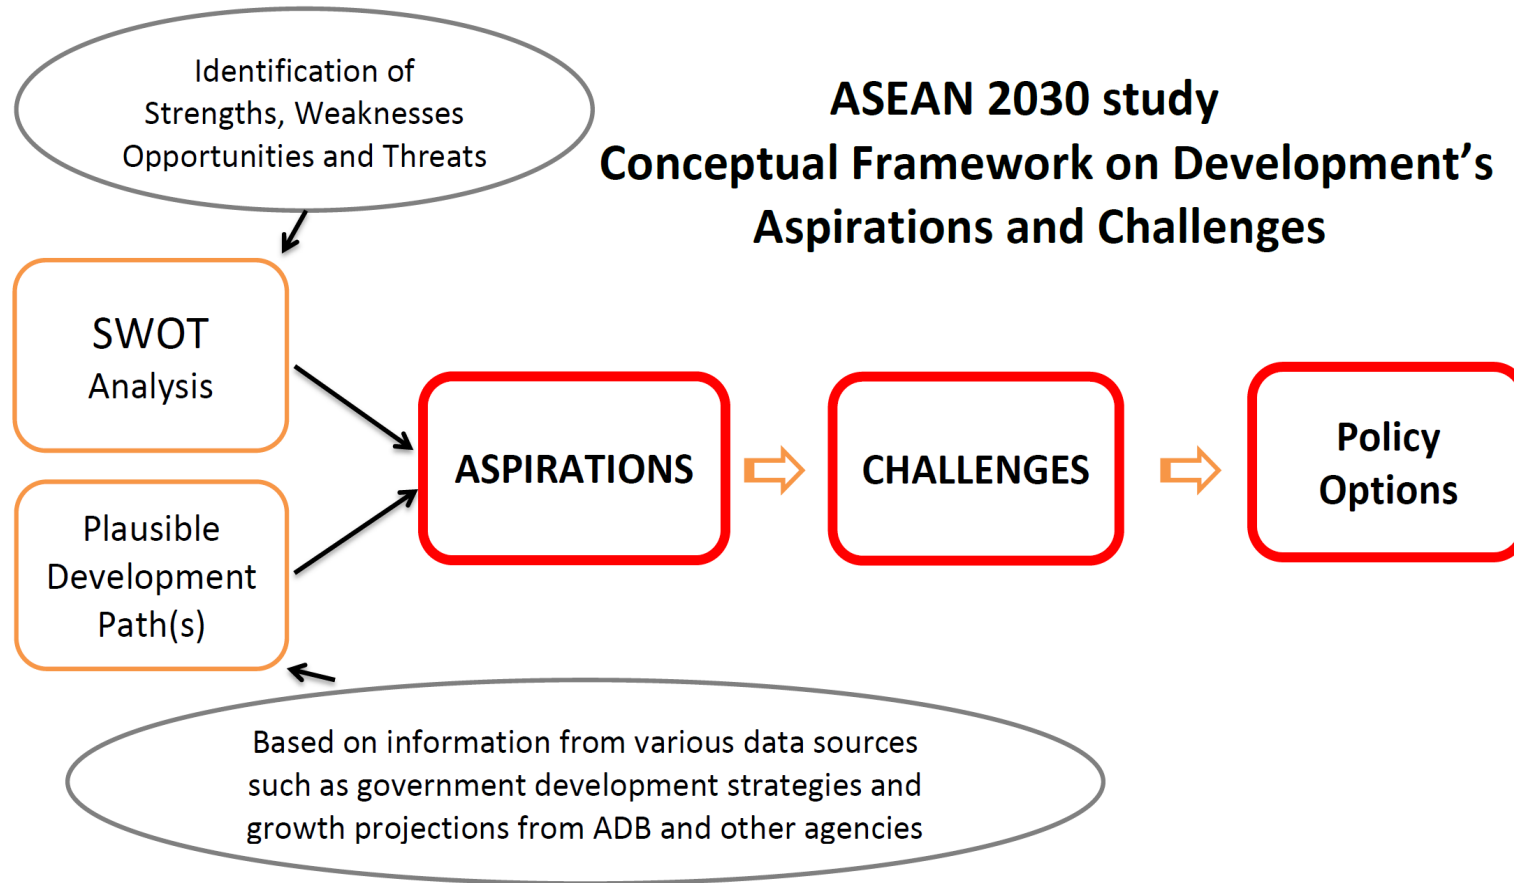 Identification of
Strengths, Weaknesses
Opportunities and Threats
ASEAN 2030 study
Conceptual Framework on Development’s
Aspirations and Challenges
SWOT
Analysis
Plausible
Development
Path(s)
ASPIRATIONS
CHALLENGES
Policy
Options
Based on information from various data sources
such as government development strategies and
growth projections from ADB and other agencies